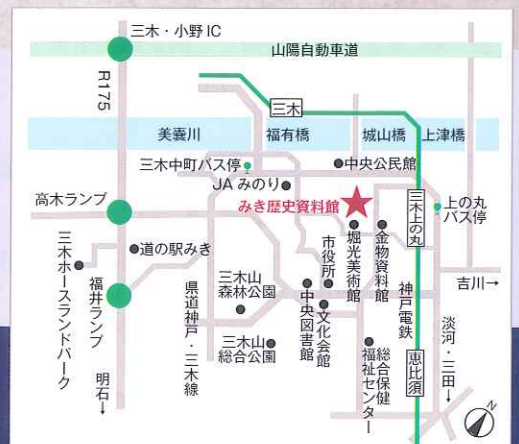 三木・小野IC
山陽自動車道
R175
三木
美嚢川
福有橋
城山橋
上津橋
三木中町バス停
中央公民館
JAみのり
高木ランプ
みき歴史資料館
三木上の丸
上の丸
バス停
道の駅みき
三木ホースランドパーク
福井ランプ
三木山
森林公園
市役所
堀光美術館
金物資料館
吉川→
県道神戸・三木線
中央図書館
文化会館
神戸電鉄
三木山
総合公園
総合保健
福祉センター
恵比須
淡河・三田→
明石→
N